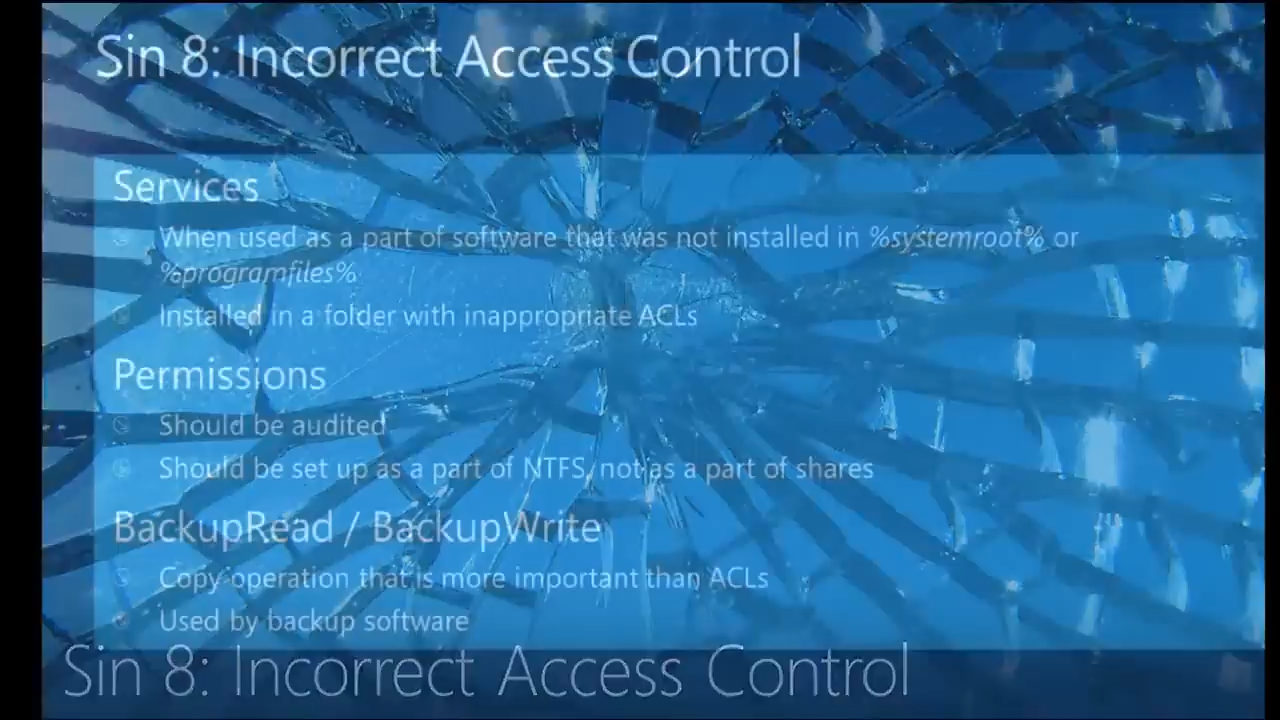 Sin 8: Incorrect Access Control
Services
When used as a part of software that was not installed in %systemroot% or
%programfiles%
Installed in a folder with inappropriate ACLs
Permissions
Should be audited
Should be set up as a part of NTFS, not as a part of shares
BackupRead / BackupWrite
Copy operation that is more important than ACLs
Used by backup software
Sin 8: Incorrect Access Control